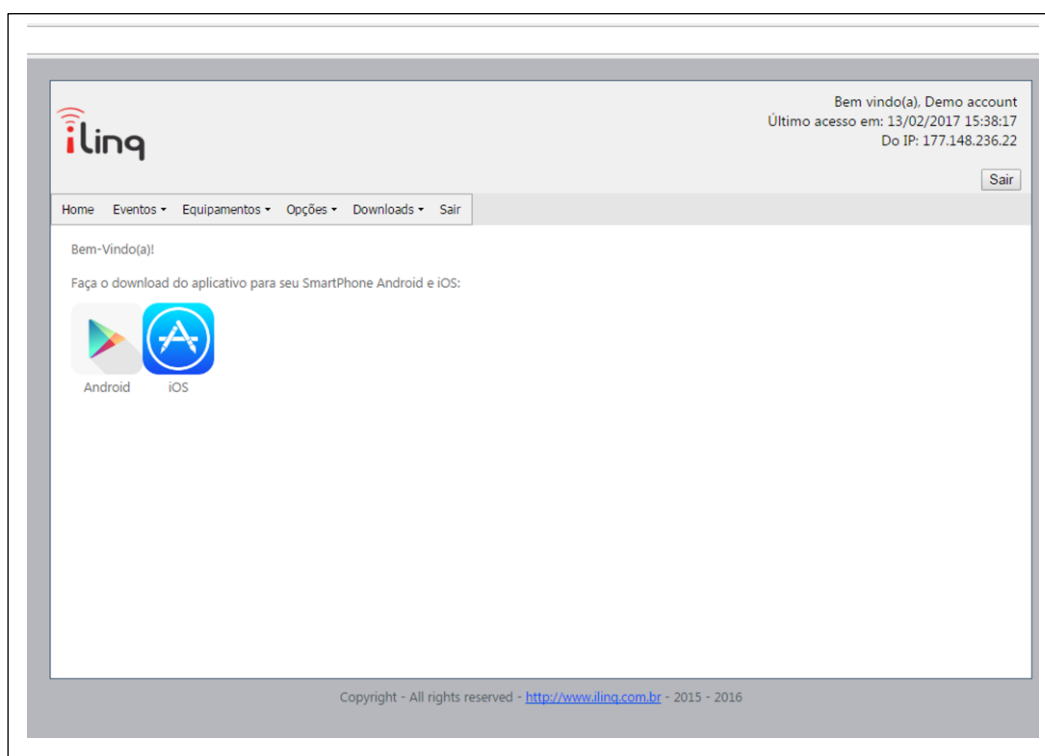 Bem vindo(a), Demo account
Último acesso em: 13/02/2017 15:38:17
Do IP: 177.148.236.22
ilinq
Sair
Home Eventos Equipamentos Opções Downloads Sair
Bem-Vindo(a)!
Faça o download do aplicativo para seu SmartPhone Android e iOS:
Android iOS
Copyright - All rights reserved - http://www.ilinq.com.br - 2015 - 2016